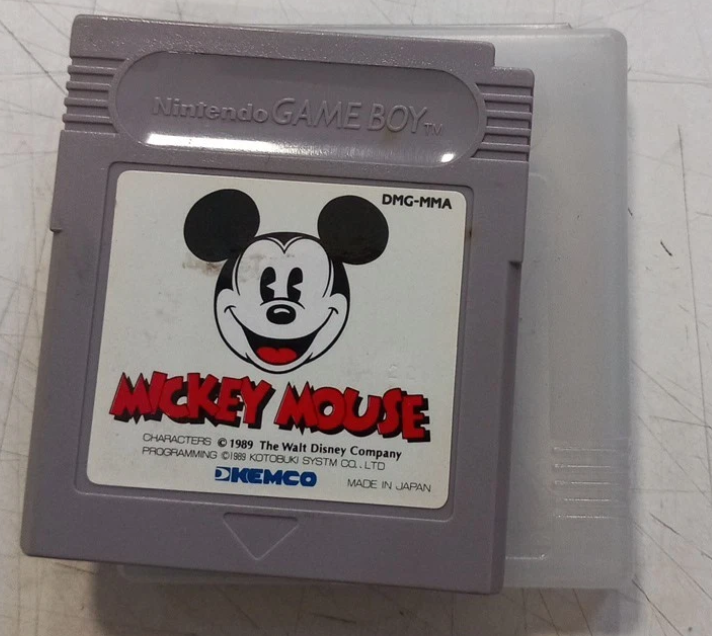 Nintendo GAME BOY TM
DMG-MMA
MICKEY MOUSE
CHARACTERS © 1989 The Walt Disney Company
PROGRAMMING ©1989 KOTOBUKI SYSTM CO., LTD
KEMCO
MADE IN JAPAN